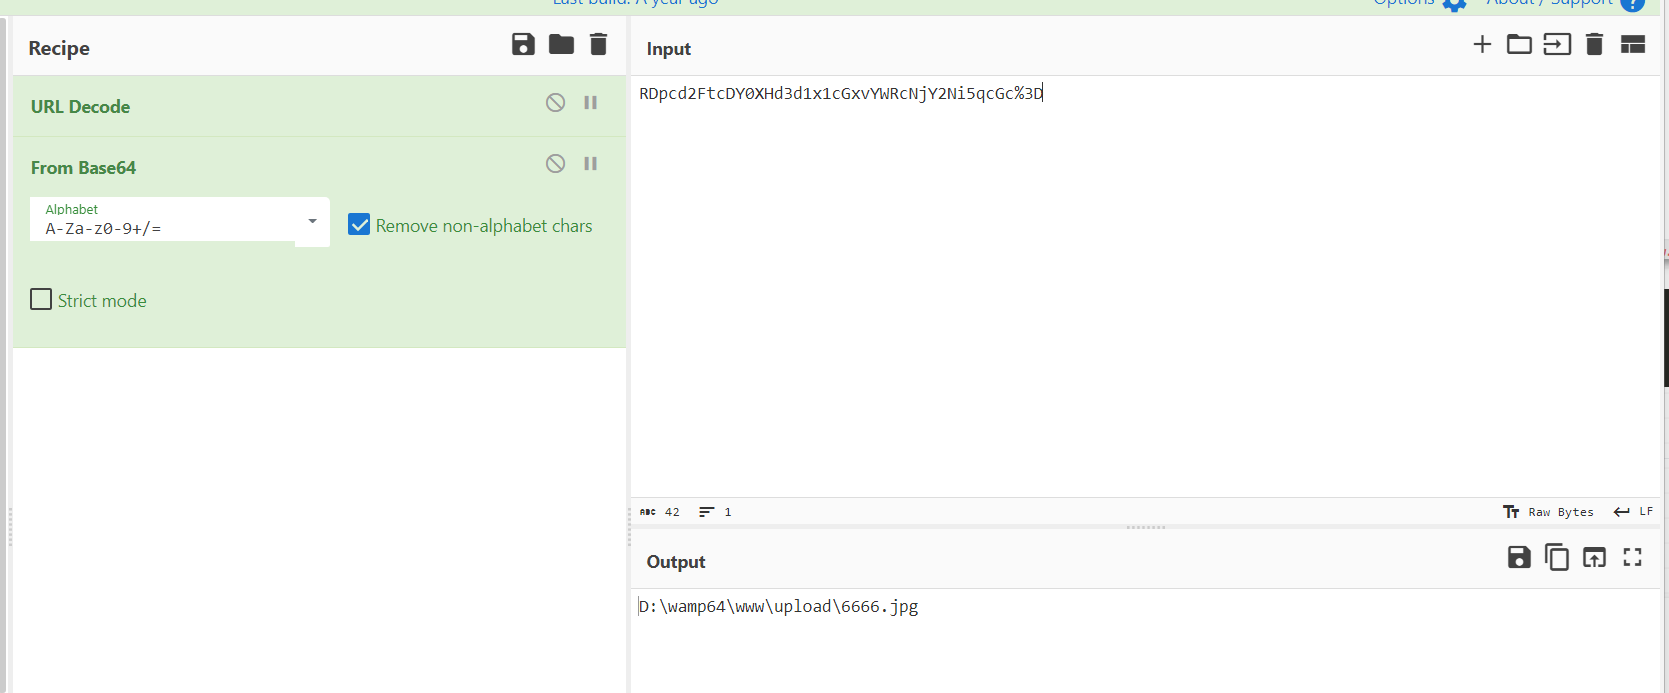 Last build: A year ago
Options
About / Support
Recipe
URL Decode
From Base64
Alphabet
A-Za-z0-9+/=
Remove non-alphabet chars
Strict mode
Input
RDpcd2FtcDY0XHd3d1x1cGxvYWRcNjY2Ni5qcGc%3D
ABC 42
1
Raw Bytes
LF
Output
D:\wamp64\www\upload\6666.jpg